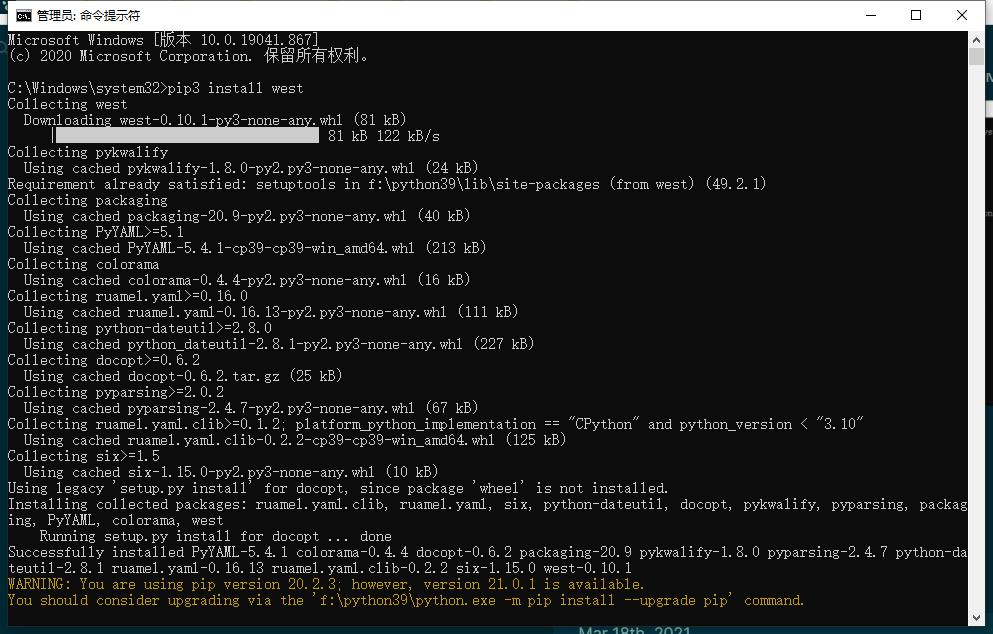 管理员: 命令提示符
Microsoft Windows [版本 10.0.19041.867]
(c) 2020 Microsoft Corporation. 保留所有权利。
C:\Windows\system32>pip3 install west
Collecting west
  Downloading west-0.10.1-py3-none-any.whl (81 kB)
     | 81 kB 122 kB/s
Collecting pykwalify
  Using cached pykwalify-1.8.0-py2.py3-none-any.whl (24 kB)
Requirement already satisfied: setuptools in f:\python39\lib\site-packages (from west) (49.2.1)
Collecting packaging
  Using cached packaging-20.9-py2.py3-none-any.whl (40 kB)
Collecting PyYAML>=5.1
  Using cached PyYAML-5.4.1-cp39-cp39-win_amd64.whl (213 kB)
Collecting colorama
  Using cached colorama-0.4.4-py2.py3-none-any.whl (16 kB)
Collecting ruamel.yaml>=0.16.0
  Using cached ruamel.yaml-0.16.13-py2.py3-none-any.whl (111 kB)
Collecting python-dateutil>=2.8.0
  Using cached python_dateutil-2.8.1-py2.py3-none-any.whl (227 kB)
Collecting docopt>=0.6.2
  Using cached docopt-0.6.2.tar.gz (25 kB)
Collecting pyparsing>=2.0.2
  Using cached pyparsing-2.4.7-py2.py3-none-any.whl (67 kB)
Collecting ruamel.yaml.clib>=0.1.2; platform_python_implementation == "CPython" and python_version < "3.10"
  Using cached ruamel.yaml.clib-0.2.2-cp39-cp39-win_amd64.whl (125 kB)
Collecting six>=1.5
  Using cached six-1.15.0-py2.py3-none-any.whl (10 kB)
Using legacy 'setup.py install' for docopt, since package 'wheel' is not installed.
Installing collected packages: ruamel.yaml.clib, ruamel.yaml, six, python-dateutil, docopt, pykwalify, pyparsing, packag
ing, PyYAML, colorama, west
    Running setup.py install for docopt ... done
Successfully installed PyYAML-5.4.1 colorama-0.4.4 docopt-0.6.2 packaging-20.9 pykwalify-1.8.0 pyparsing-2.4.7 python-da
teutil-2.8.1 ruamel.yaml-0.16.13 ruamel.yaml.clib-0.2.2 six-1.15.0 west-0.10.1
WARNING: You are using pip version 20.2.3; however, version 21.0.1 is available.
You should consider upgrading via the 'f:\python39\python.exe -m pip install --upgrade pip' command.
Mar 18th, 2021